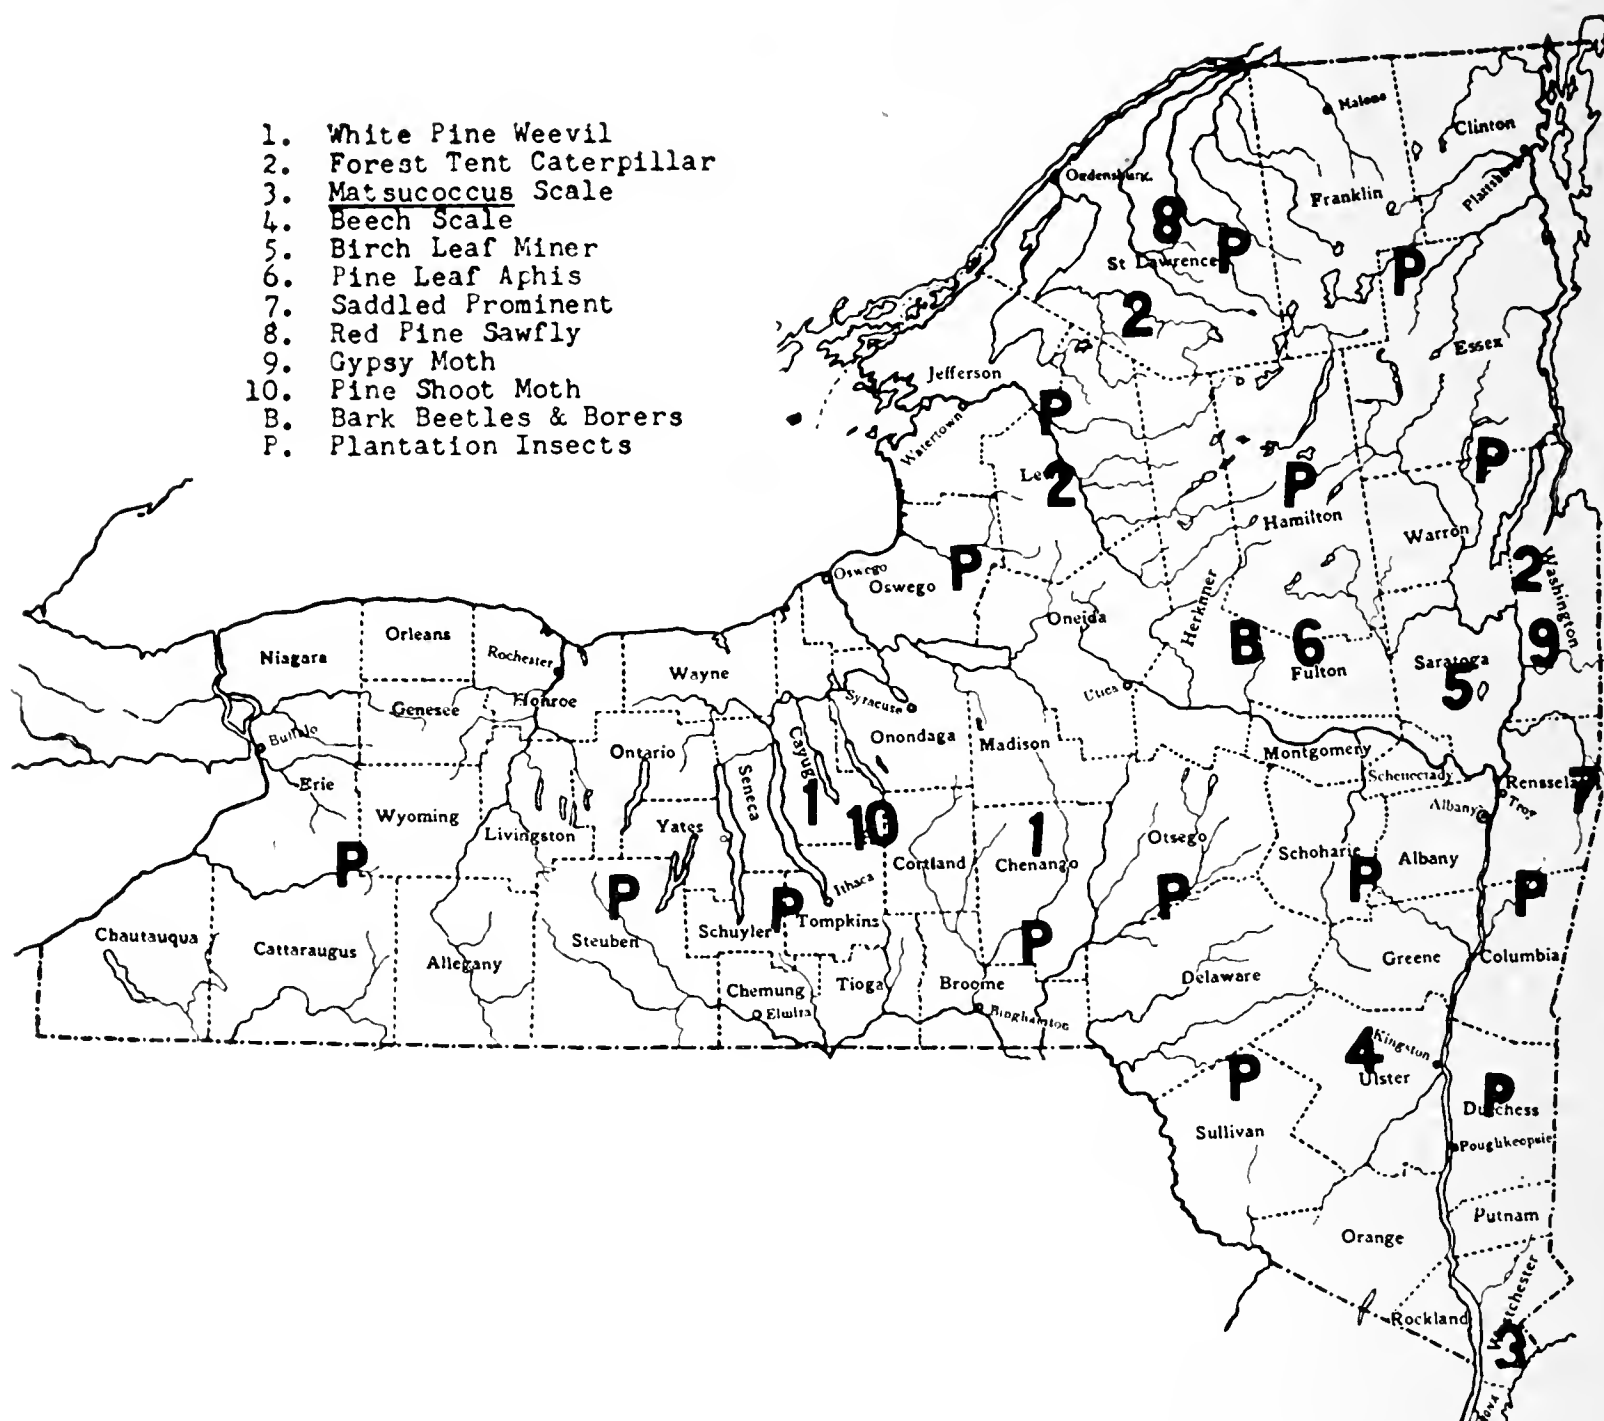 1. White Pine Weevil
2. Forest Tent Caterpillar
3. Matsucoccus Scale
4. Beech Scale
5. Birch Leaf Miner
6. Pine Leaf Aphis
7. Saddled Prominent
8. Red Pine Sawfly
9. Gypsy Moth
10. Pine Shoot Moth
B. Bark Beetles & Borers
P. Plantation Insects
Malone
Clinton
Ogdensburg
Franklin
Plattsburg
8
P
St Lawrence
P
2
Essex
Jefferson
P
Watertown
P
2
P
Hamilton
Warron
P
Oswego
Oswego
2
Washington
Herkimer
Oneida
B
6
9
Orleans
Niagara
Rochester
Wayne
Fulton
Saratoga
5
Utica
Genesee
Monroe
Syracuse
Onondaga
Madison
Buffalo
Ontario
Cayuga
Montgomery
Schenectady
Rensselaer
7
Erie
Seneca
1
10
Albany
Troy
Wyoming
Livingston
Yates
1
Otsego
Cortland
Chenango
Schoharie
Albany
P
P
P
Ithaca
P
P
P
Chautauqua
Cattaraugus
Allegany
Steuben
Schuyler
Tompkins
P
Greene
Columbia
Chemung
Tioga
Broome
Delaware
Elmira
Binghamton
4
Kingston
Ulster
P
P
Dutchess
Sullivan
Poughkeepsie
Putnam
Orange
Westchester
Rockland
3